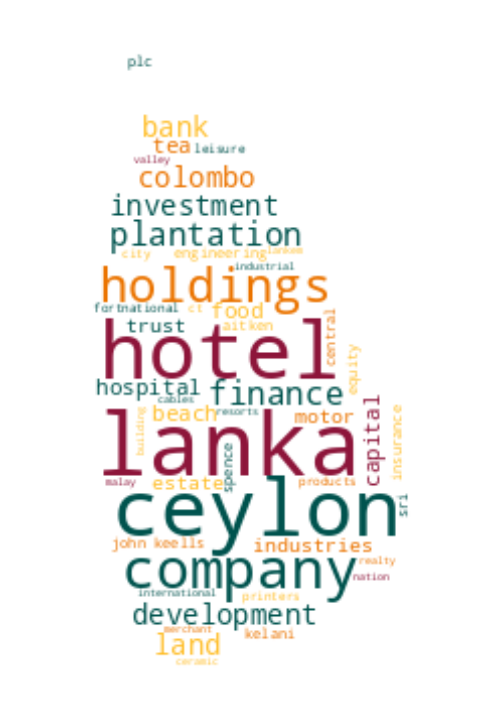 plc
bank
tea leisure
valley
colombo
investment
plantation
city engineering lankem
industrial
holdings
fortnational ct food
trust aitken
central
hotel
equity
hospital finance
cables
beach resorts motor
building
capital
insurance
lanka
spence
malay estate products
sri
ceylon
john keells industries
company realty
nation
international printers
development
merchant kelani
land
ceramic